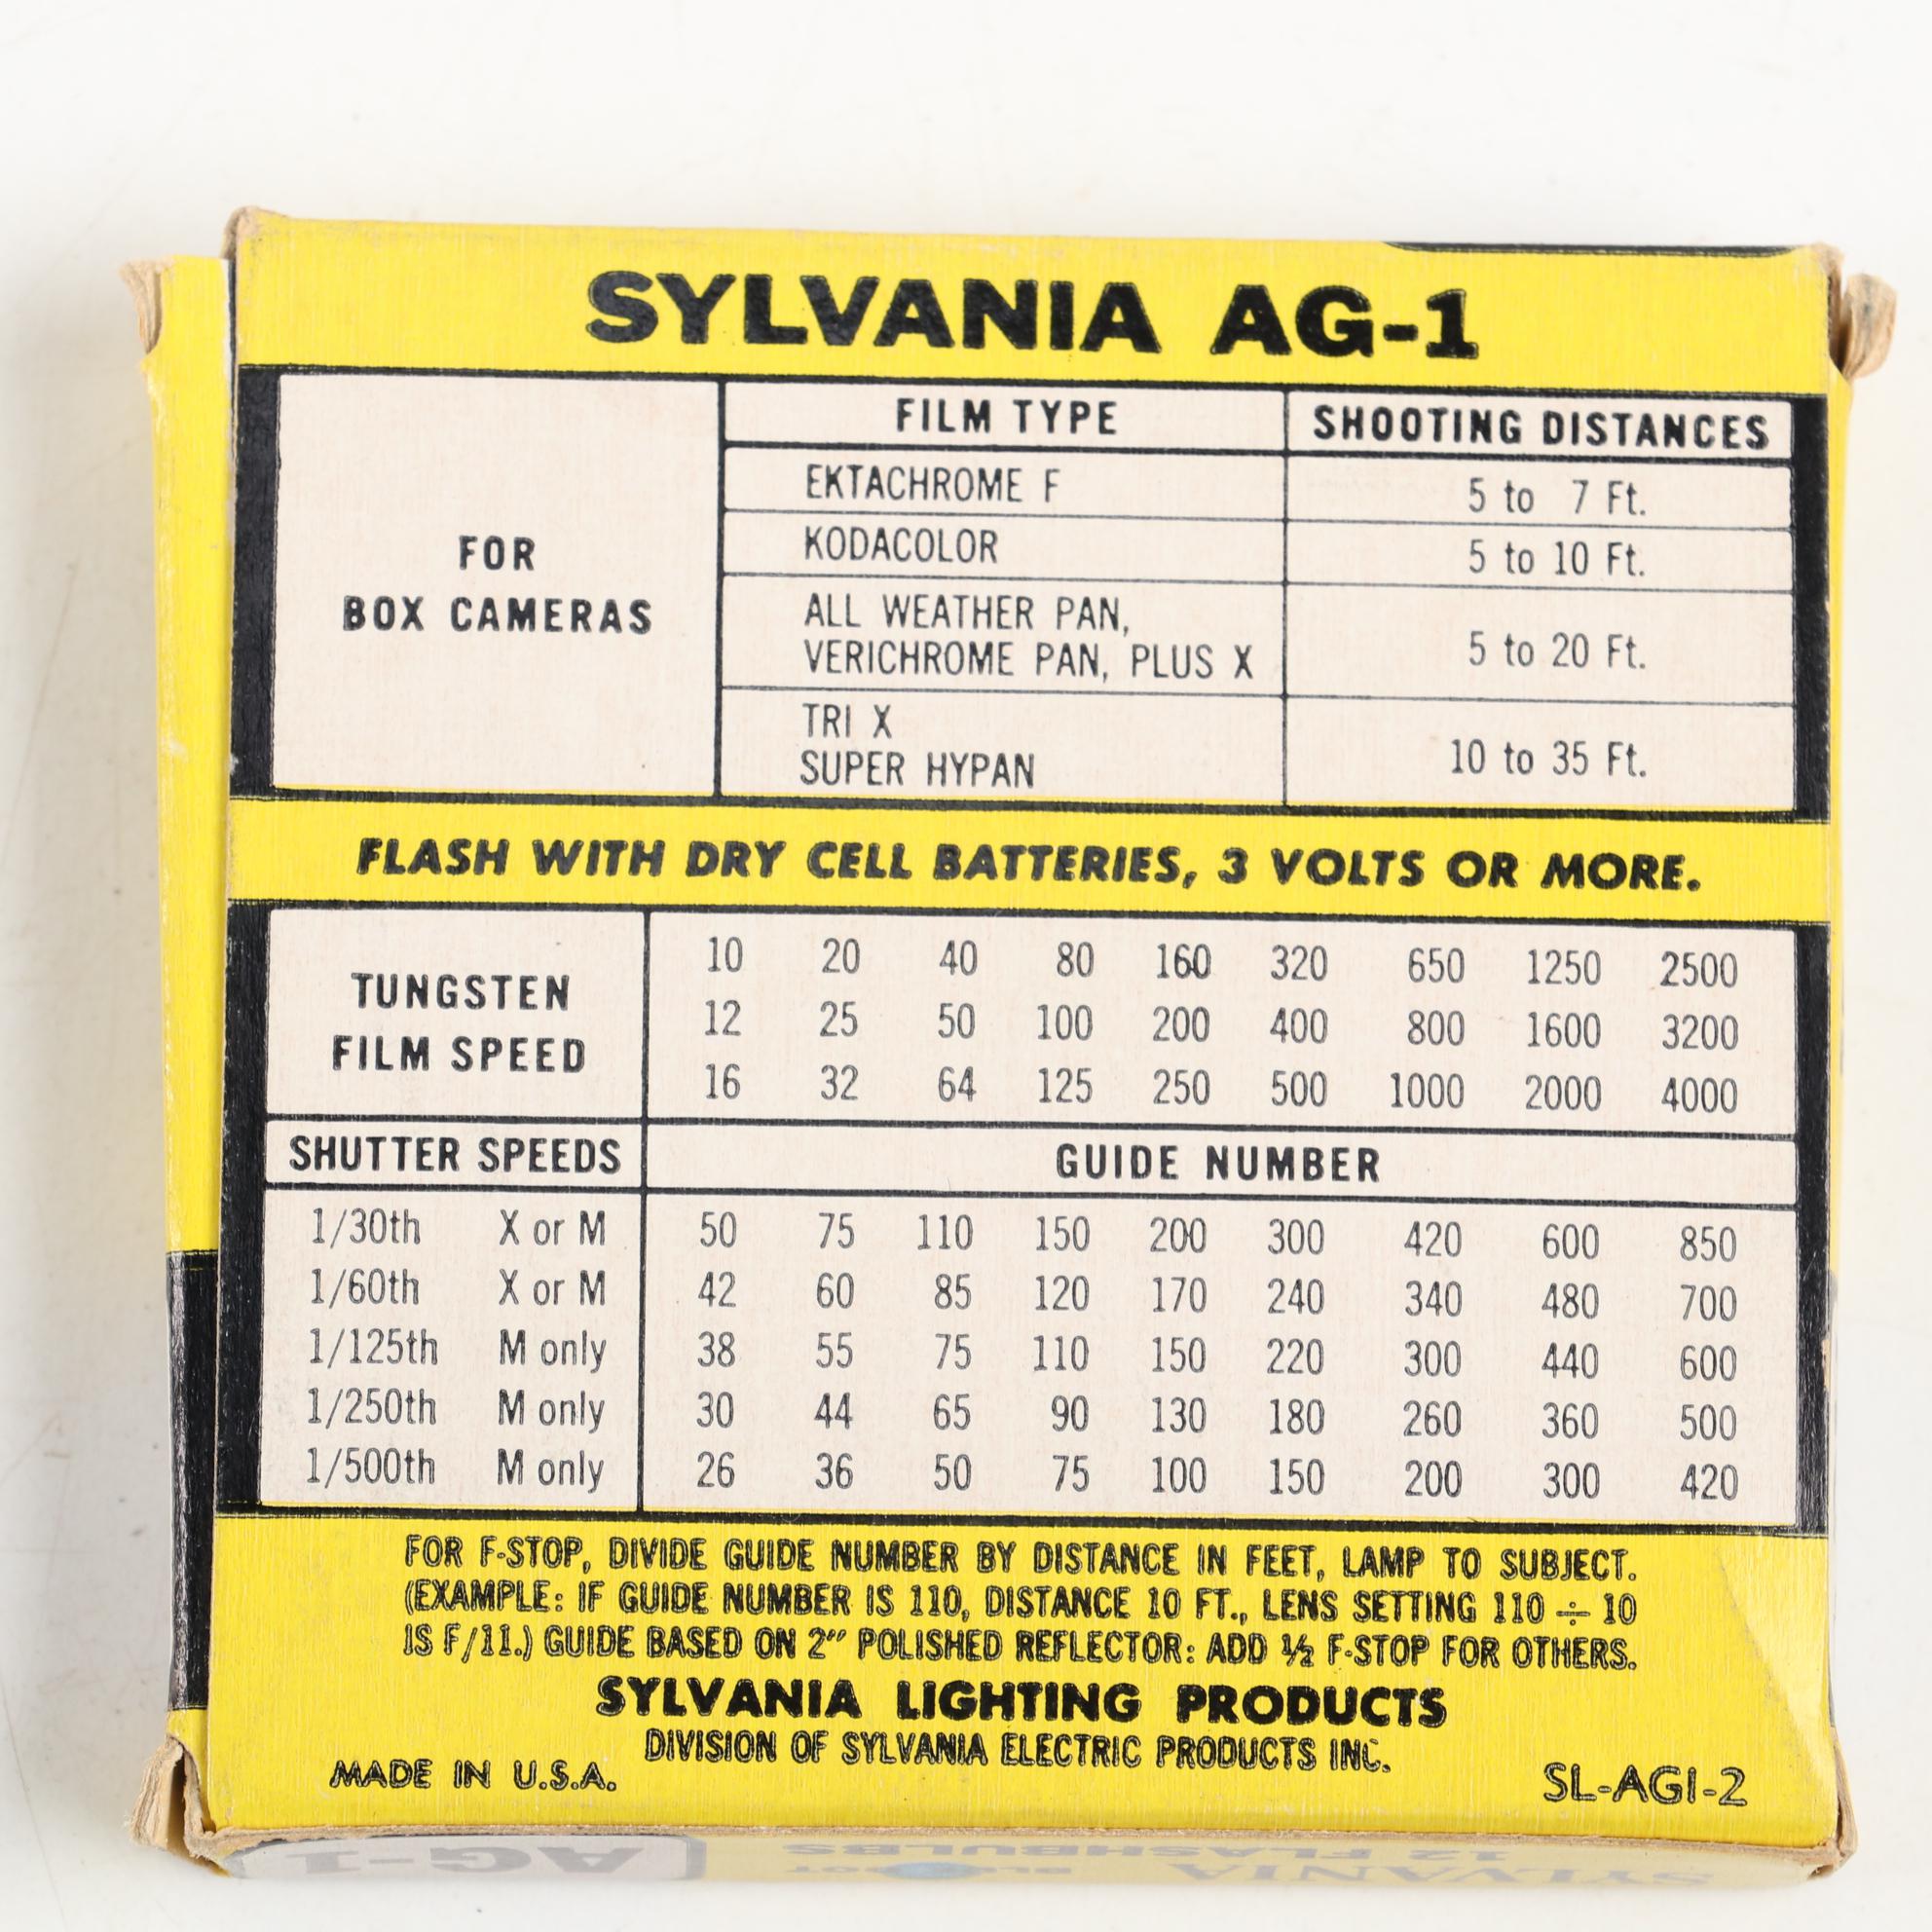 SYLVANIA AG-1
FILM TYPE SHOOTING DISTANCES
FOR
BOX CAMERAS
EKTACHROME F 5 to 7 Ft.
KODACOLOR 5 to 10 Ft.
ALL WEATHER PAN,
VERICHROME PAN, PLUS X 5 to 20 Ft.
TRI X
SUPER HYPAN 10 to 35 Ft.
FLASH WITH DRY CELL BATTERIES, 3 VOLTS OR MORE.
TUNGSTEN
FILM SPEED
10 20 40 80 160 320 650 1250 2500
12 25 50 100 200 400 800 1600 3200
16 32 64 125 250 500 1000 2000 4000
SHUTTER SPEEDS GUIDE NUMBER
1/30th X or M 50 75 110 150 200 300 420 600 850
1/60th X or M 42 60 85 120 170 240 340 480 700
1/125th M only 38 55 75 110 150 220 300 440 600
1/250th M only 30 44 65 90 130 180 260 360 500
1/500th M only 26 36 50 75 100 150 200 300 420
FOR F-STOP, DIVIDE GUIDE NUMBER BY DISTANCE IN FEET, LAMP TO SUBJECT.
(EXAMPLE: IF GUIDE NUMBER IS 110, DISTANCE 10 FT., LENS SETTING 110 ÷ 10
IS F/11.) GUIDE BASED ON 2″ POLISHED REFLECTOR: ADD ½ F-STOP FOR OTHERS.
SYLVANIA LIGHTING PRODUCTS
DIVISION OF SYLVANIA ELECTRIC PRODUCTS INC.
MADE IN U.S.A. SL-AG1-2
AG-1
SYLVANIA
12 FLASHBULBS